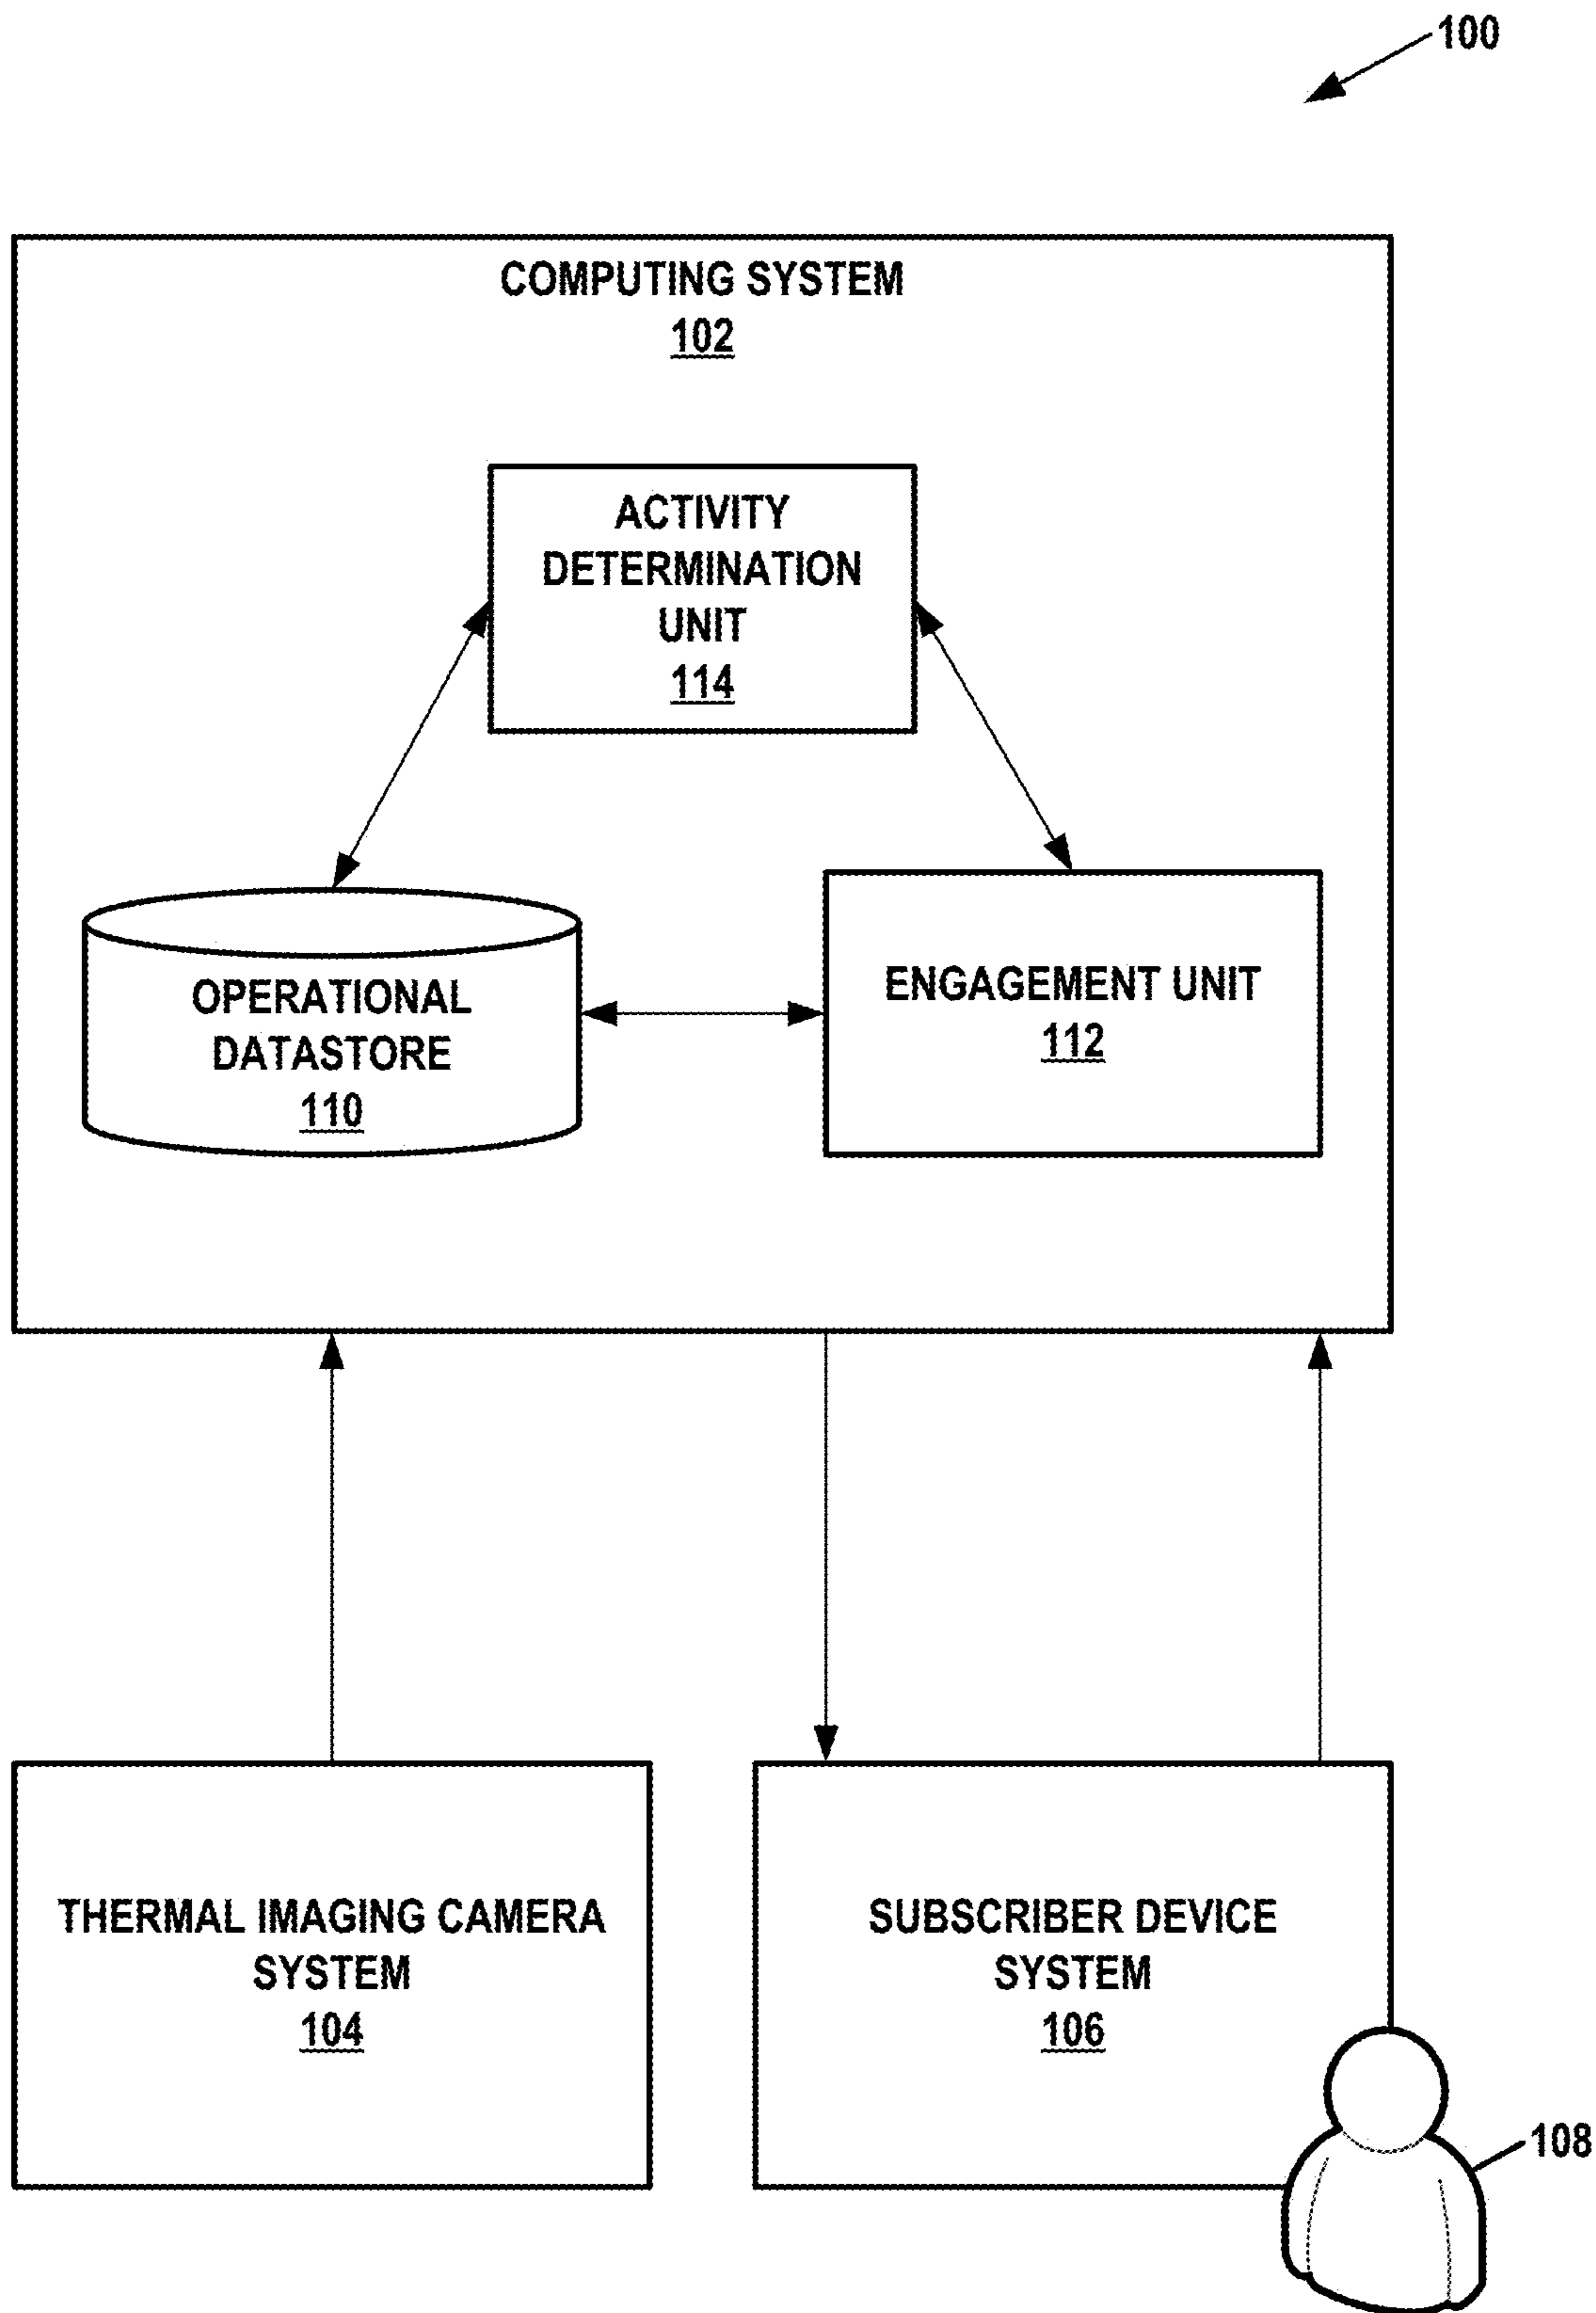 100
COMPUTING SYSTEM
102
ACTIVITY
DETERMINATION
UNIT
114
OPERATIONAL
DATASTORE
110
ENGAGEMENT UNIT
112
THERMAL IMAGING CAMERA
SYSTEM
104
SUBSCRIBER DEVICE
SYSTEM
106
108